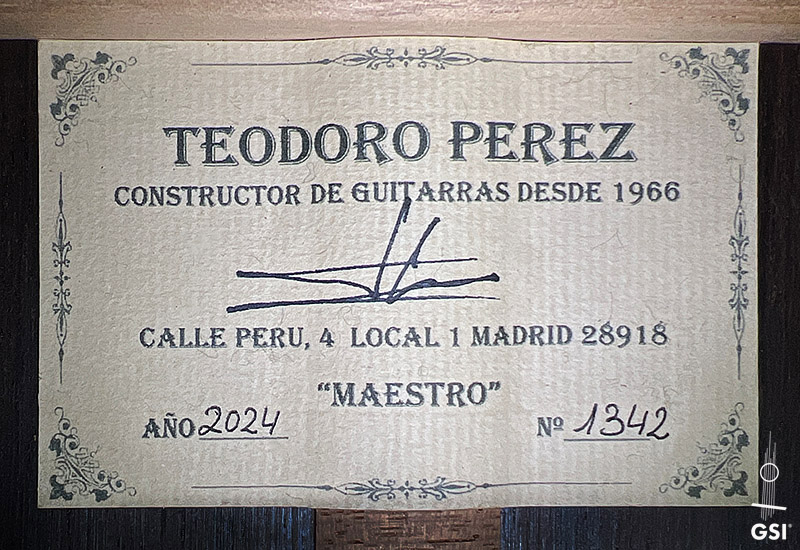 TEODORO PEREZ
CONSTRUCTOR DE GUITARRAS DESDE 1966
CALLE PERU, 4 LOCAL 1 MADRID 28918
“MAESTRO”
AÑO 2024 Nº 1342
GSI